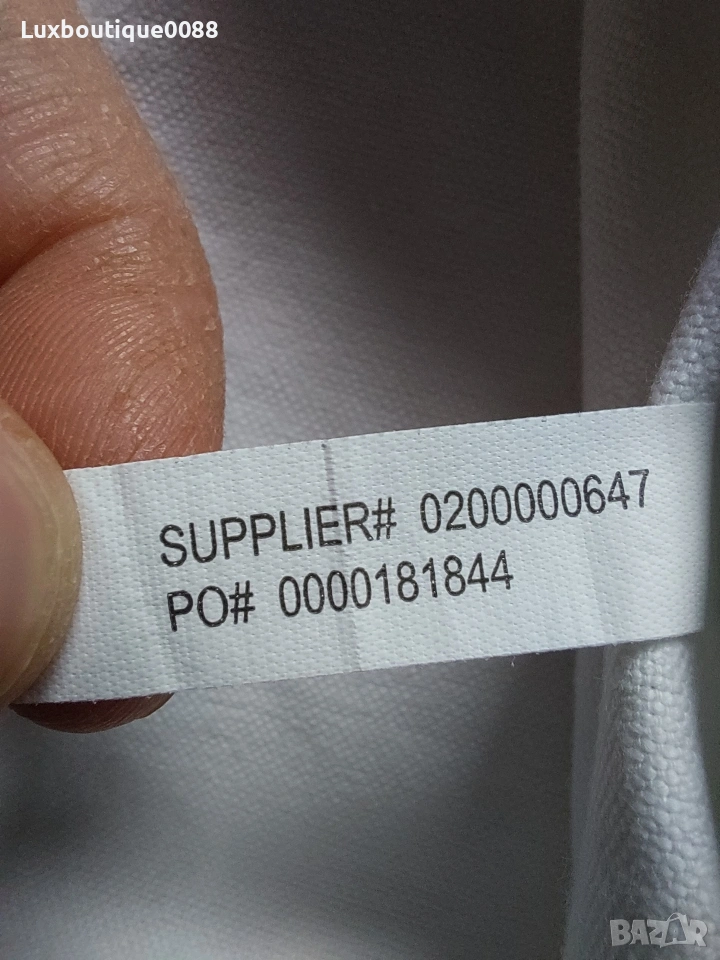 Luxboutique0088
SUPPLIER# 0200000647
PO# 0000181844
BAZAR